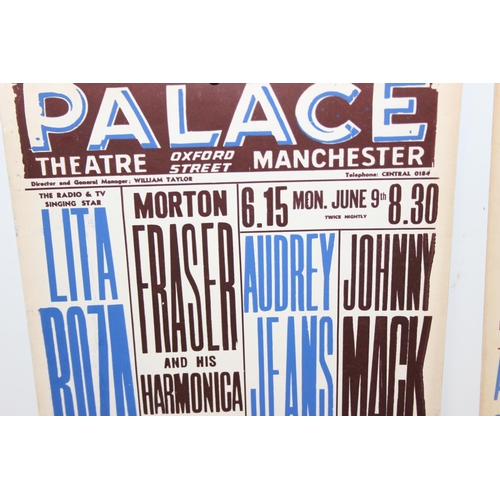 PALACE
THEATRE OXFORD STREET MANCHESTER
Director and General Manager: WILLIAM TAYLOR Telephone: CENTRAL 0184
THE RADIO & TV
SINGING STAR
LITA
ROZA
MORTON
FRASER
AND HIS
HARMONICA
6.15 MON. JUNE 9th 8.30
TWICE NIGHTLY
AUDREY
JEANS
JOHNNY
MACK